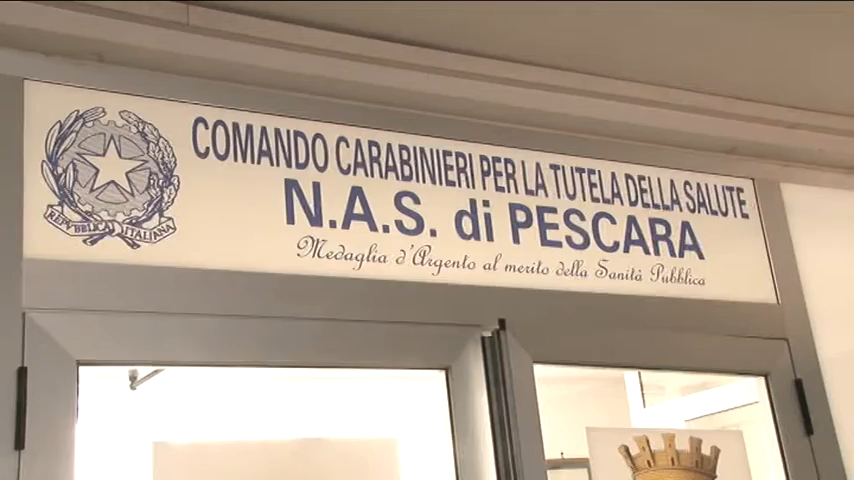 COMANDO CARABINIERI PER LA TUTELA DELLA SALUTE
N.A.S. di PESCARA
Medaglia d'Argento al merito della Sanità Pubblica
REPVBBLICA ITALIANA